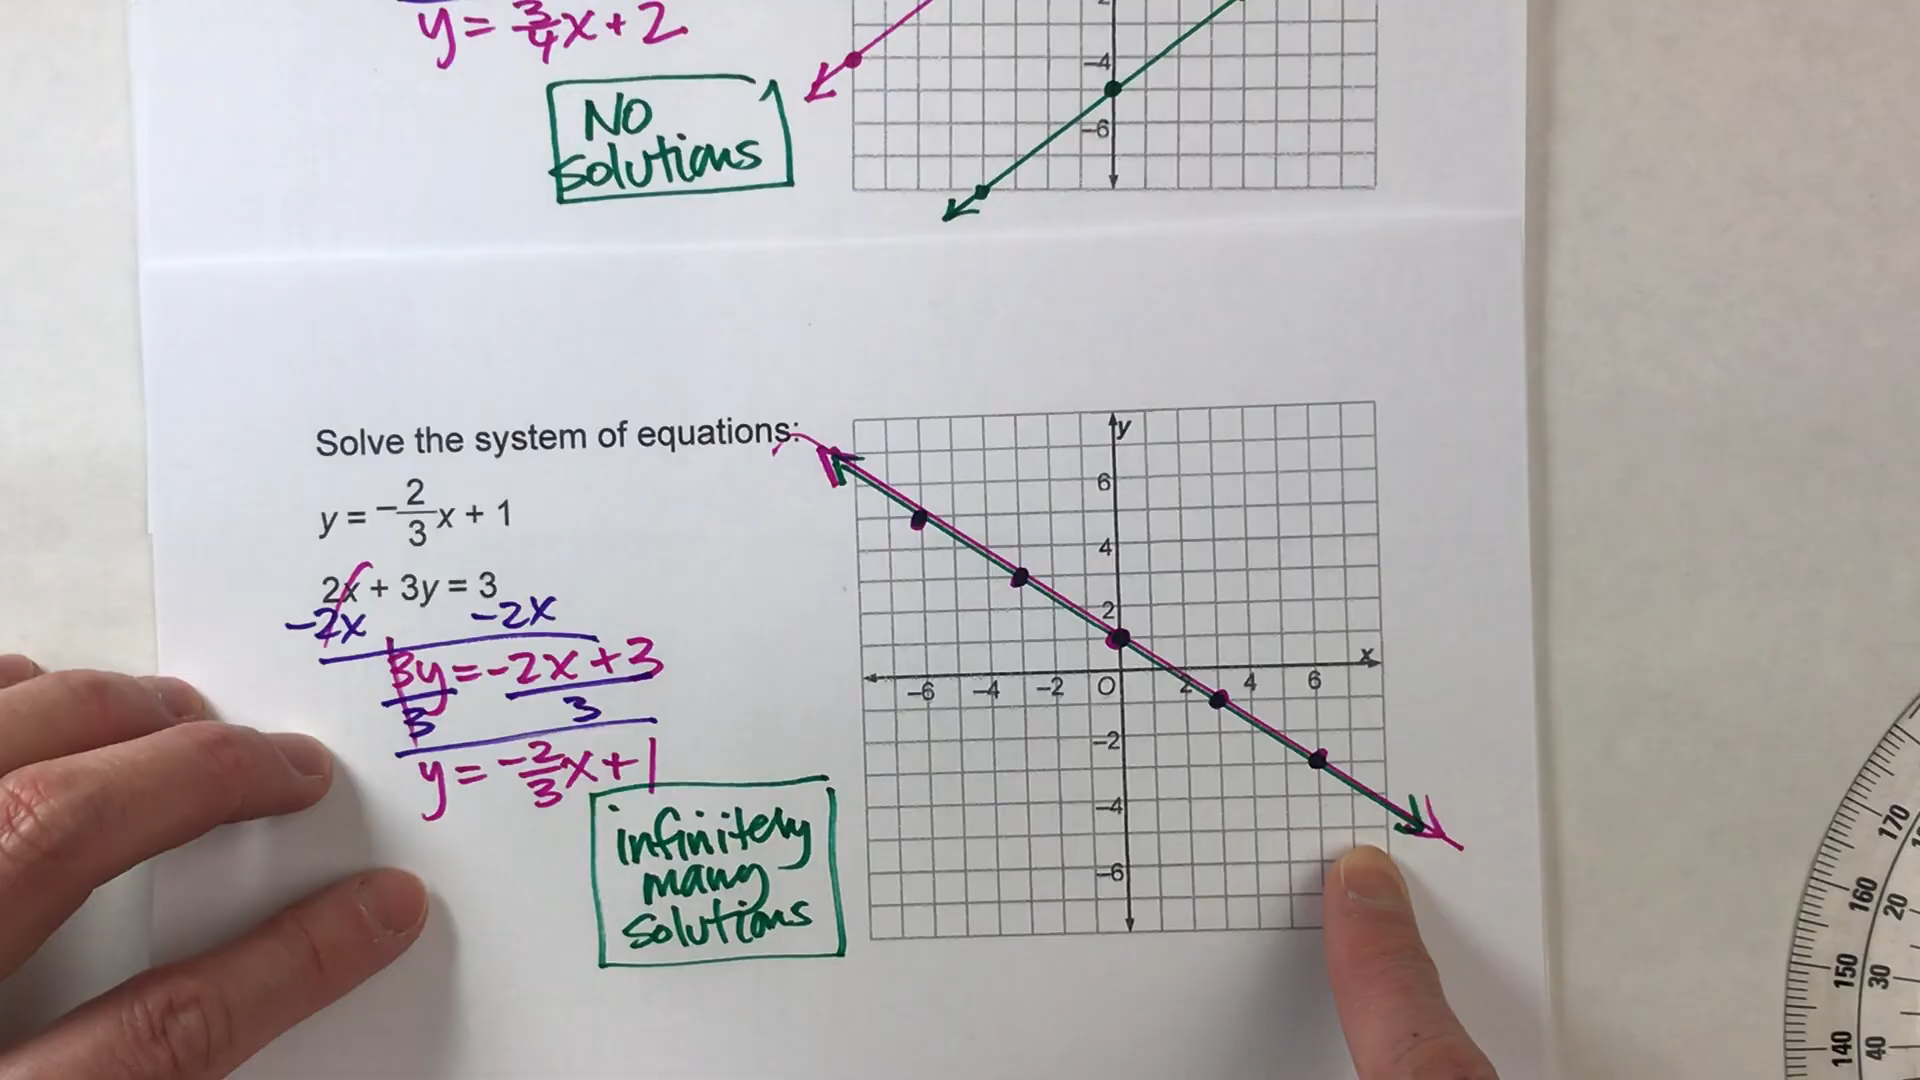 y = 3/4x + 2
No
solutions
2
-4
-6
Solve the system of equations:
y = -2/3x + 1
2x + 3y = 3
-2x -2x
3y = -2x + 3
3 3
y = -2/3x + 1
infinitely
many
solutions
y
6
4
2
x
-6 -4 -2 O 2 4 6
-2
-4
-6
170
160 20
150 30
140 40